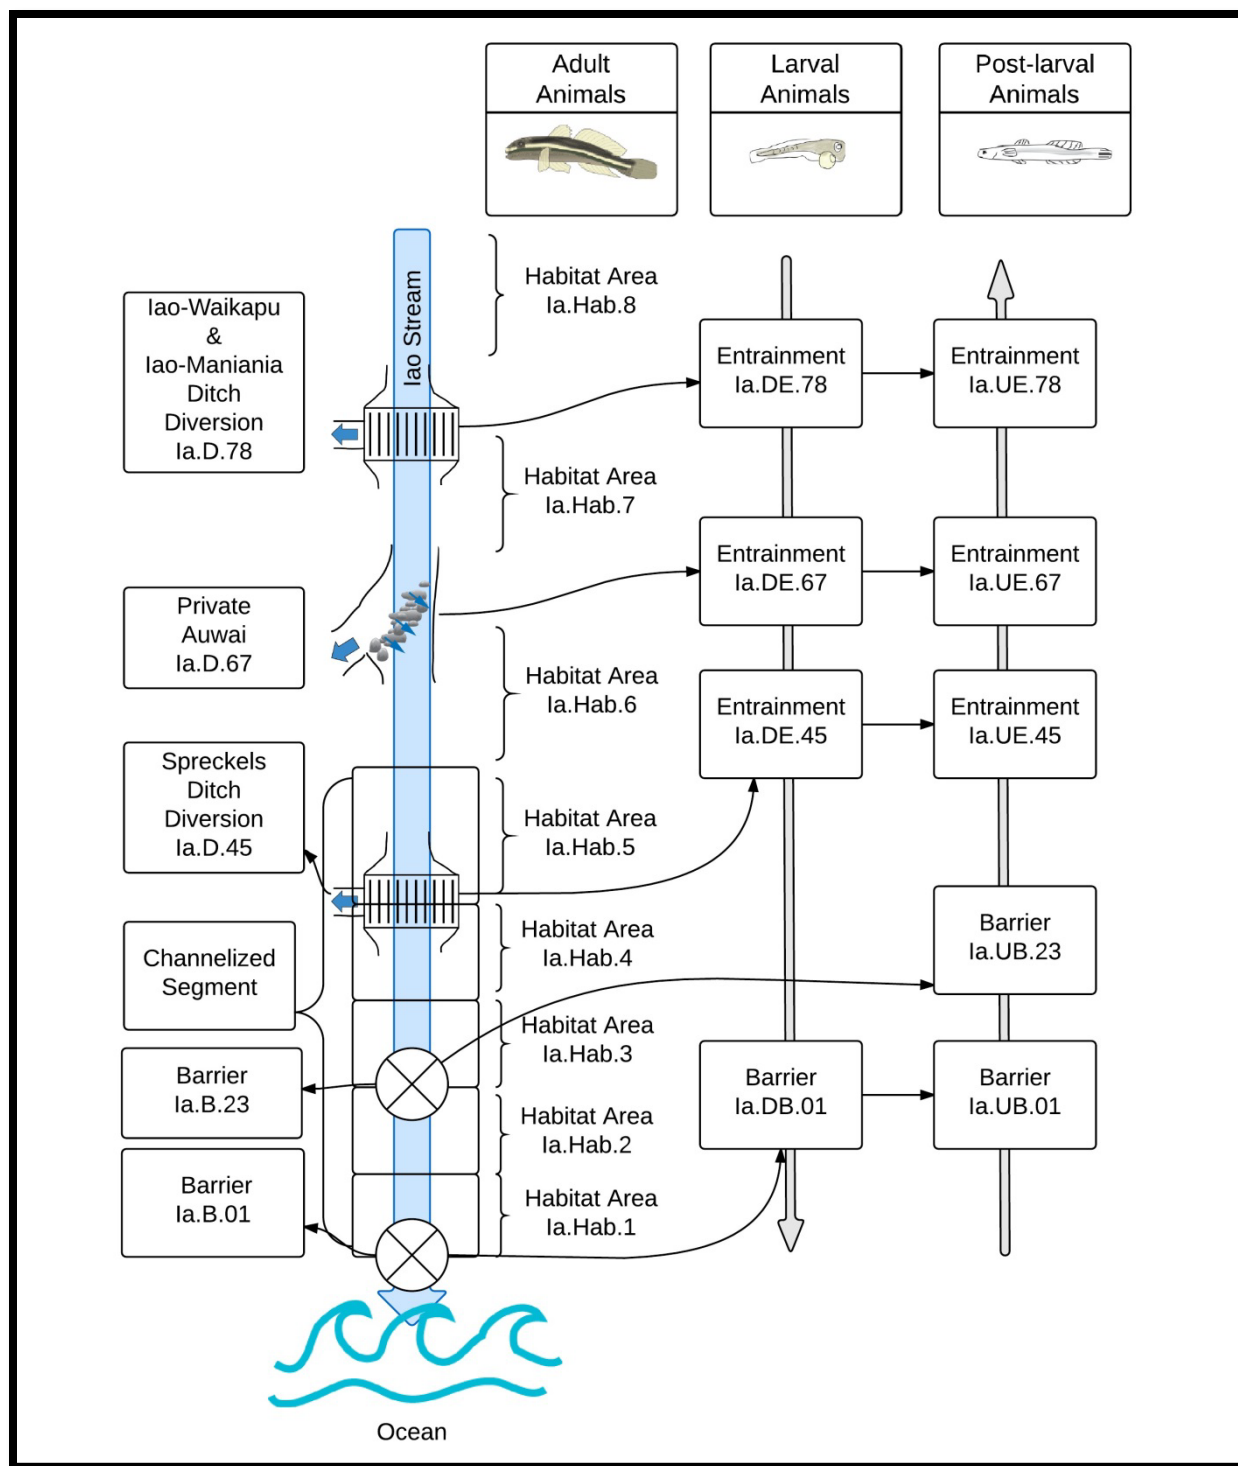 Adult
Animals
Larval
Animals
Post-larval
Animals
Iao Stream
Habitat Area
Ia.Hab.8
Iao-Waikapu
&
Iao-Maniania
Ditch
Diversion
Ia.D.78
Entrainment
Ia.DE.78
Entrainment
Ia.UE.78
Habitat Area
Ia.Hab.7
Private
Auwai
Ia.D.67
Entrainment
Ia.DE.67
Entrainment
Ia.UE.67
Habitat Area
Ia.Hab.6
Entrainment
Ia.DE.45
Entrainment
Ia.UE.45
Spreckels
Ditch
Diversion
Ia.D.45
Habitat Area
Ia.Hab.5
Channelized
Segment
Habitat Area
Ia.Hab.4
Barrier
Ia.UB.23
Habitat Area
Ia.Hab.3
Barrier
Ia.B.23
Barrier
Ia.DB.01
Barrier
Ia.UB.01
Habitat Area
Ia.Hab.2
Barrier
Ia.B.01
Habitat Area
Ia.Hab.1
Ocean